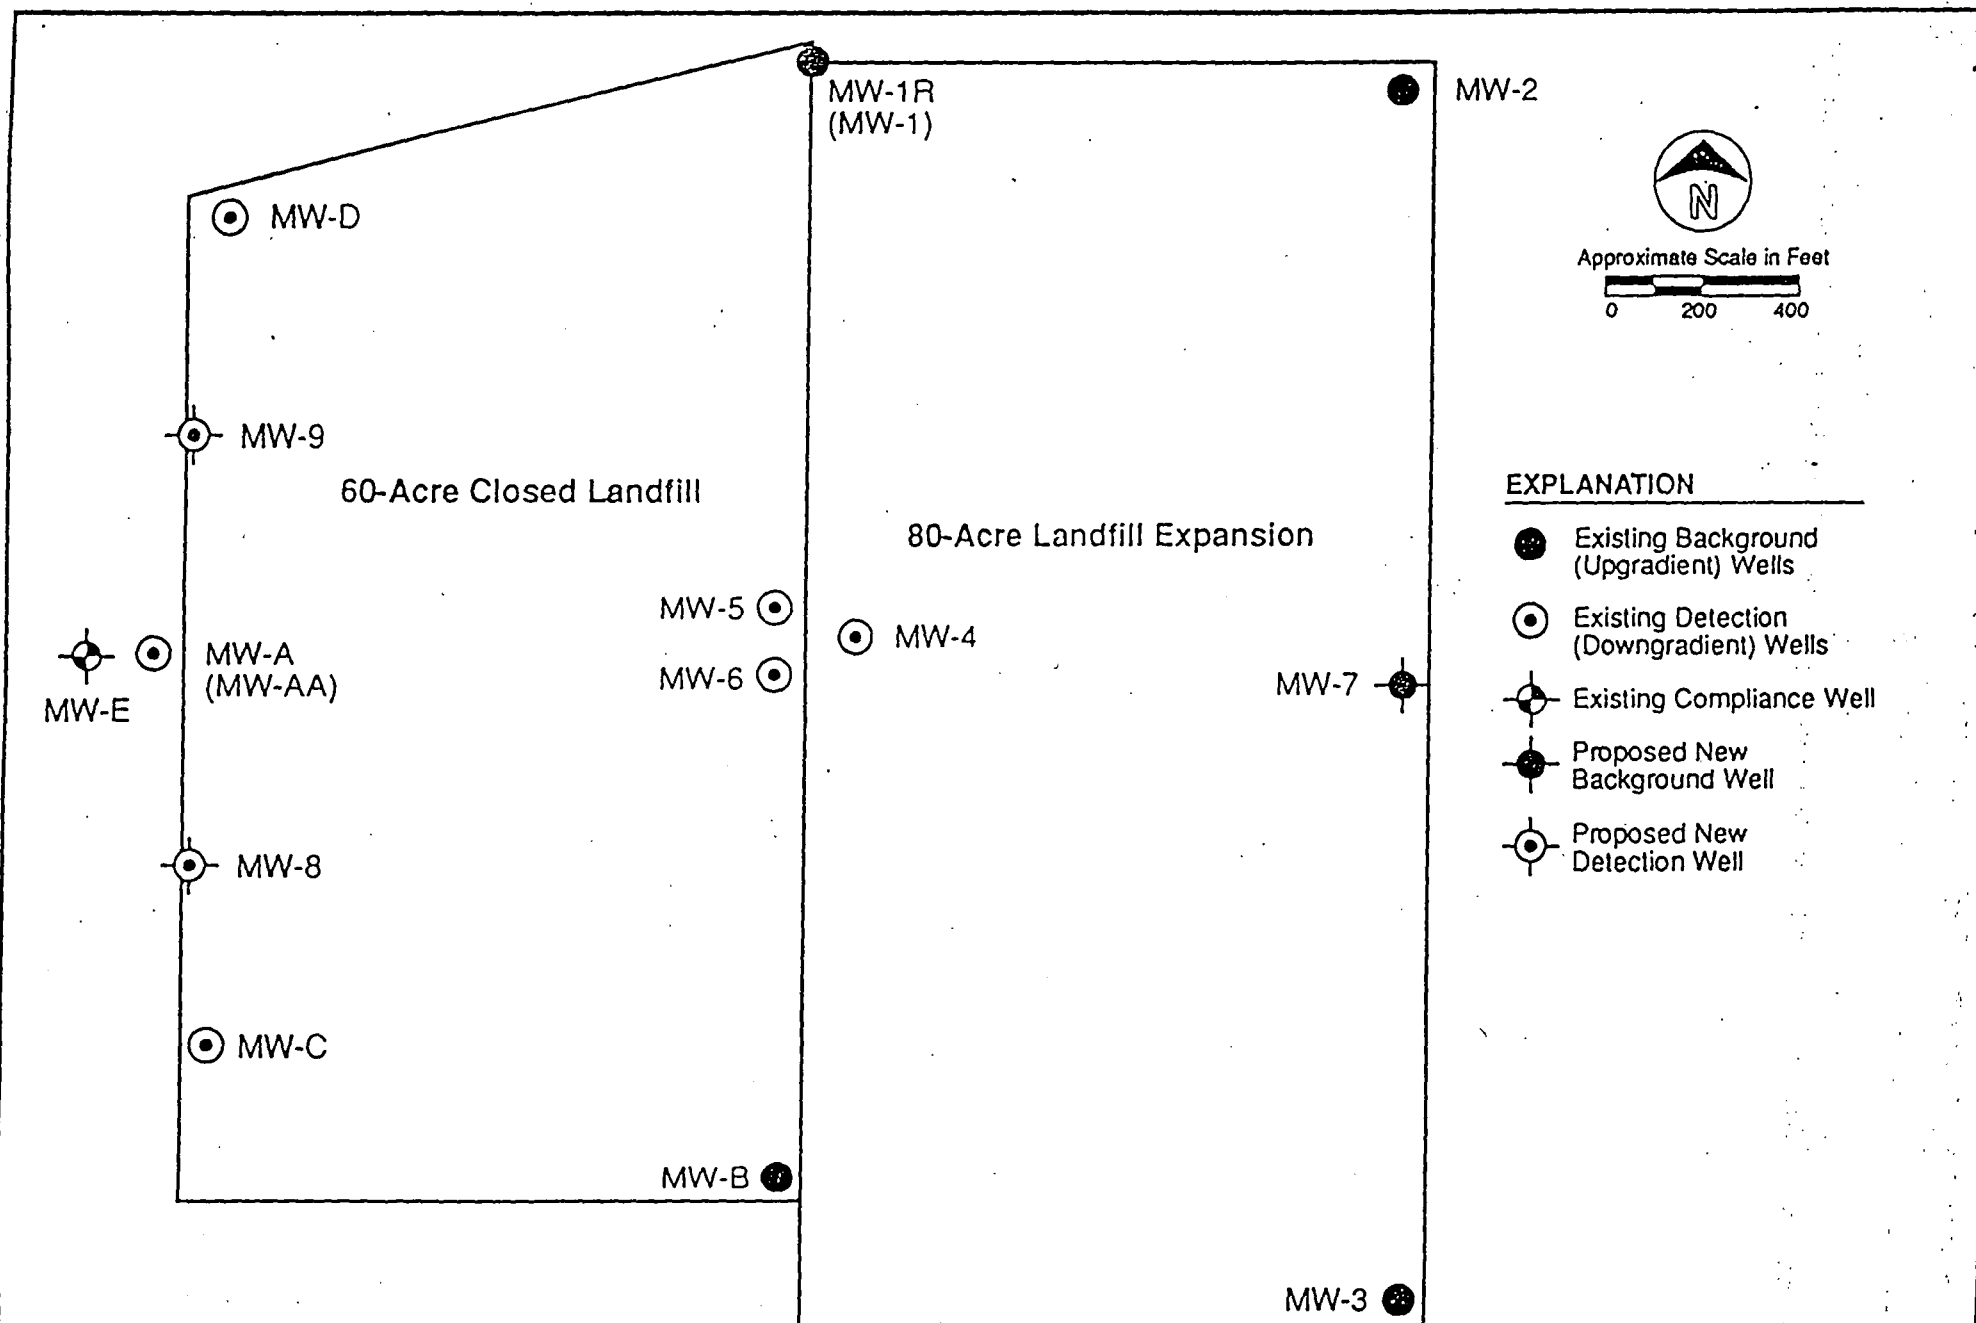 MW-1R
(MW-1)
MW-2
MW-D
N
Approximate Scale in Feet
0 200 400
MW-9
60-Acre Closed Landfill
80-Acre Landfill Expansion
EXPLANATION
Existing Background
(Upgradient) Wells
Existing Detection
(Downgradient) Wells
Existing Compliance Well
Proposed New
Background Well
Proposed New
Detection Well
MW-5
MW-4
MW-A
(MW-AA)
MW-6
MW-E
MW-7
MW-8
MW-C
MW-B
MW-3